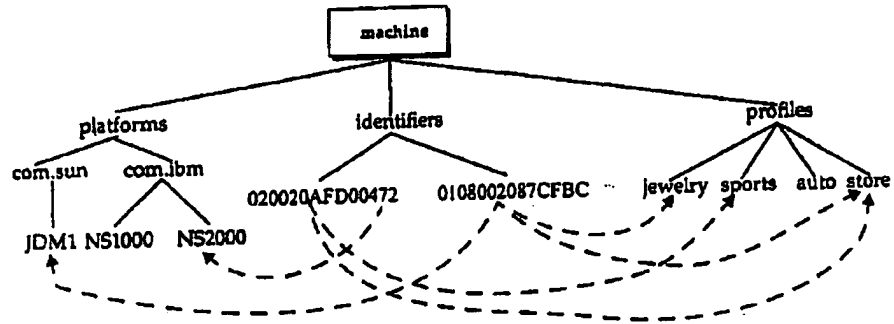 machine
platforms identifiers profiles
com.sun com.ibm
020020AFD00472 0108002087CFBC jewelry sports auto store
JDM1 NS1000 NS2000